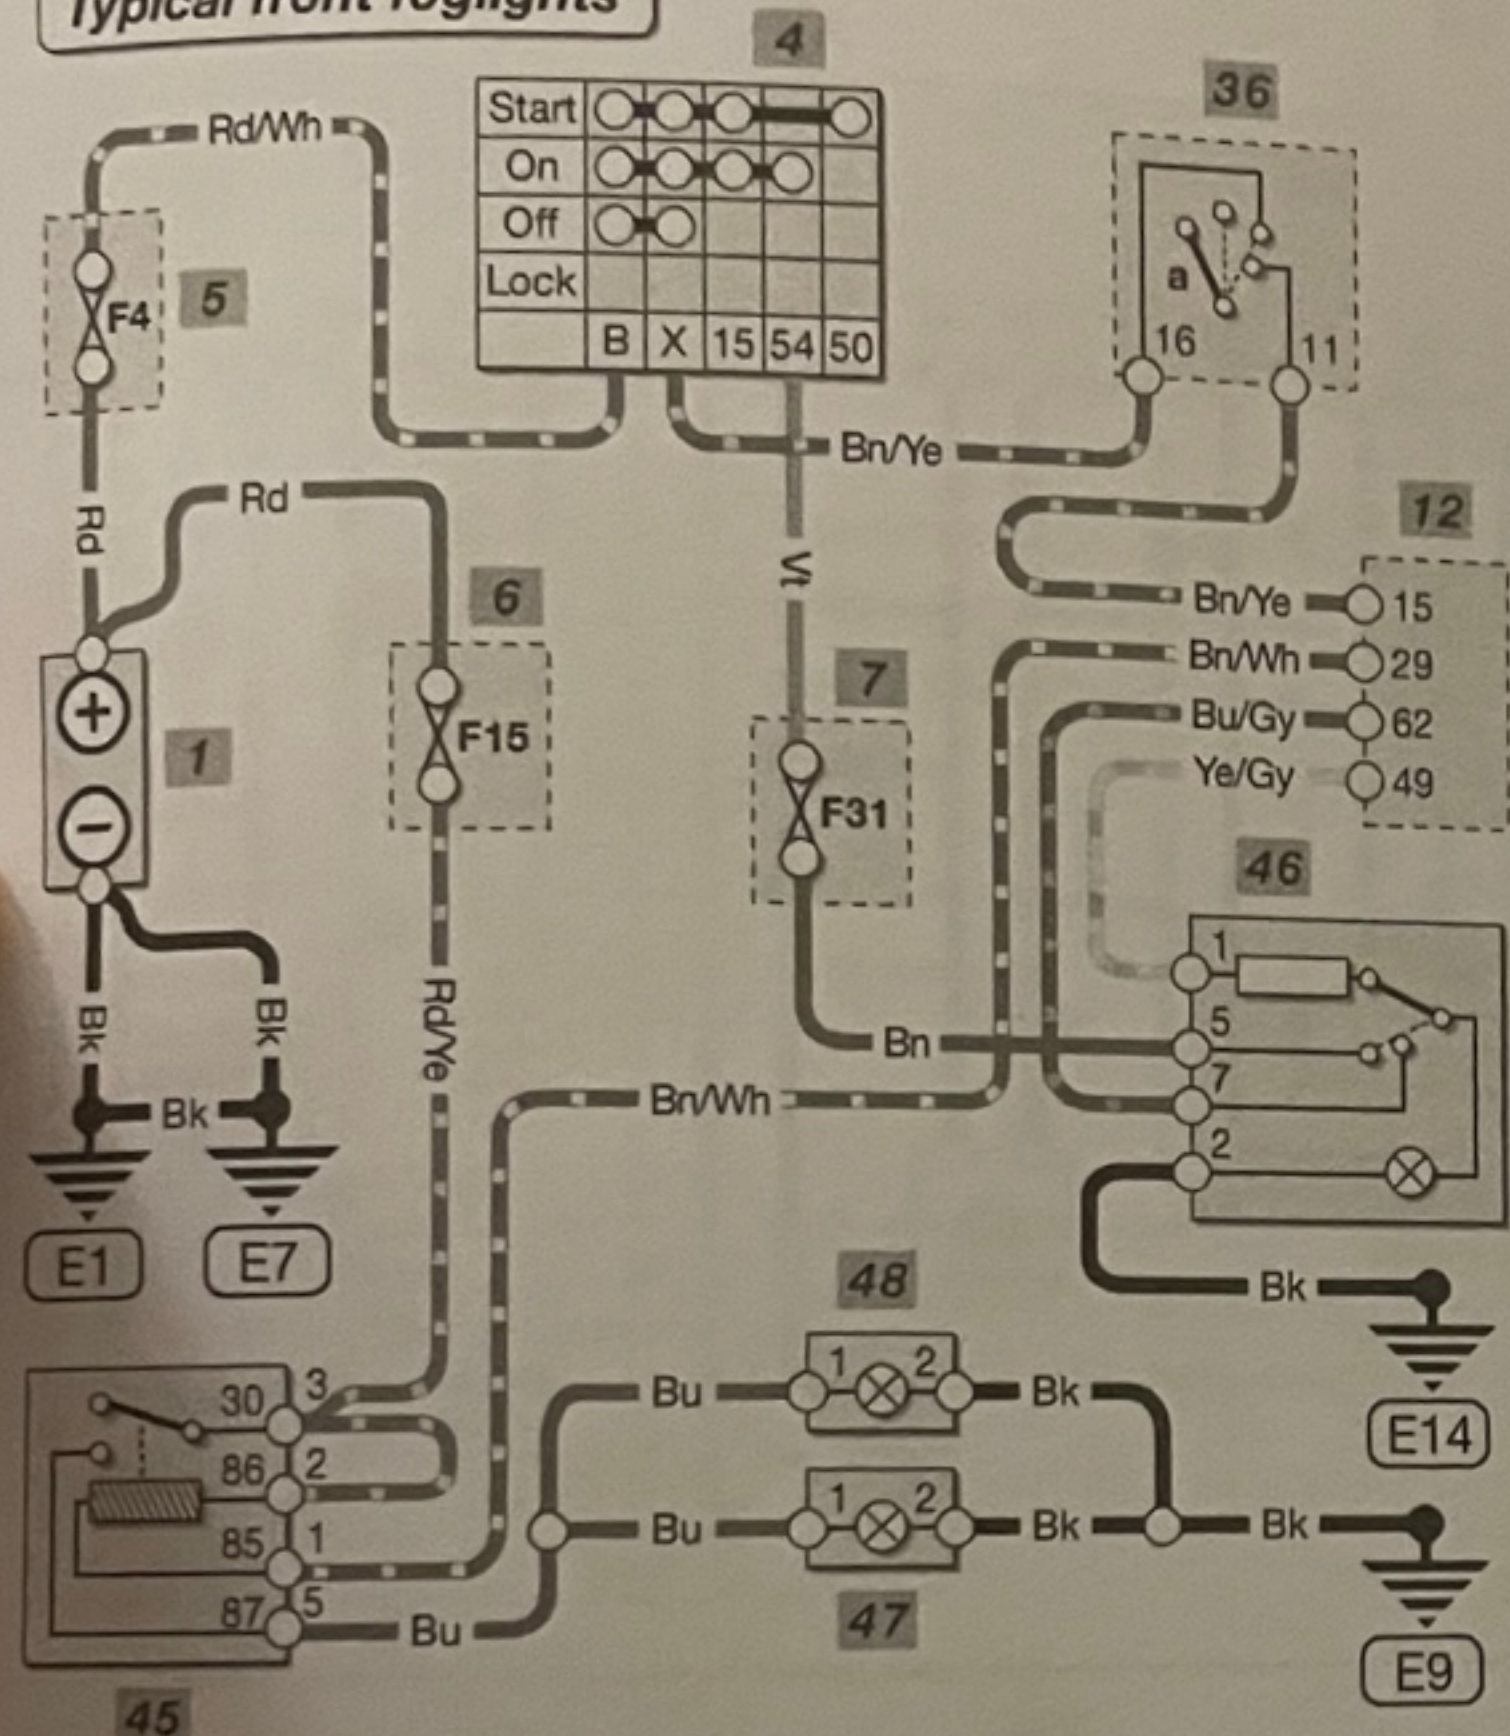 Typical front foglights
4
36
Rd/Wh
Start
On
Off
Lock
B X 15 54 50
F4
5
a
16
11
Bn/Ye
Rd
Rd
12
Vt
6
Bn/Ye
15
Bn/Wh
29
7
Bu/Gy
62
Ye/Gy
49
+
1
F15
F31
−
46
1
Bk
Bk
Rd/Ye
5
Bn
7
Bk
Bn/Wh
2
E1
E7
48
Bk
30
3
Bu
1
2
Bk
E14
86
2
1
2
85
1
Bu
Bk
Bk
87
5
Bu
47
E9
45